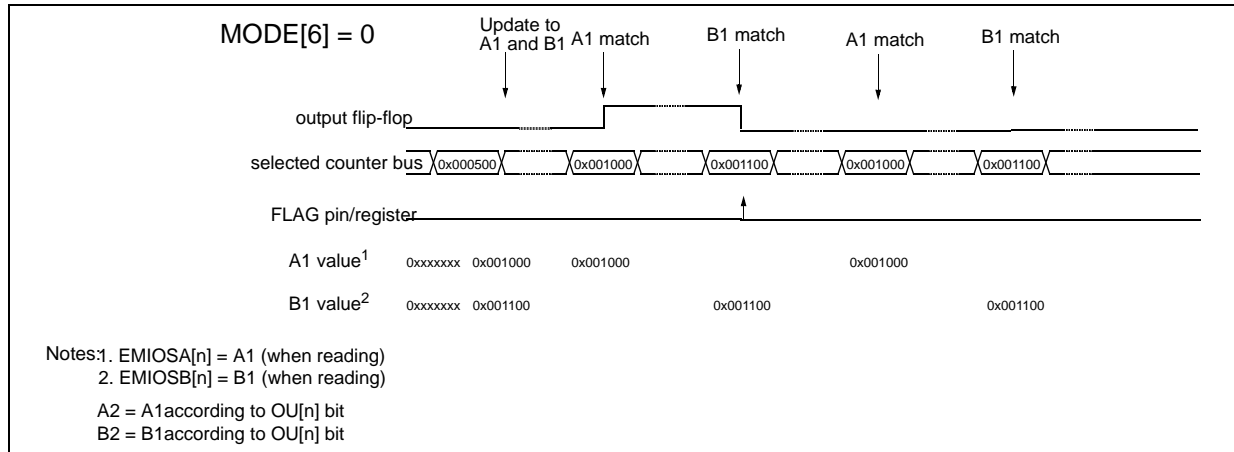 MODE[6] = 0
Update to
A1 and B1
A1 match
B1 match
A1 match
B1 match
output flip-flop
selected counter bus
0x000500
0x001000
0x001100
0x001000
0x001100
FLAG pin/register
A1 value1 0xxxxxxx 0x001000 0x001000 0x001000
B1 value2 0xxxxxxx 0x001100 0x001100 0x001100
Notes:1. EMIOSA[n] = A1 (when reading)
2. EMIOSB[n] = B1 (when reading)
A2 = A1according to OU[n] bit
B2 = B1according to OU[n] bit